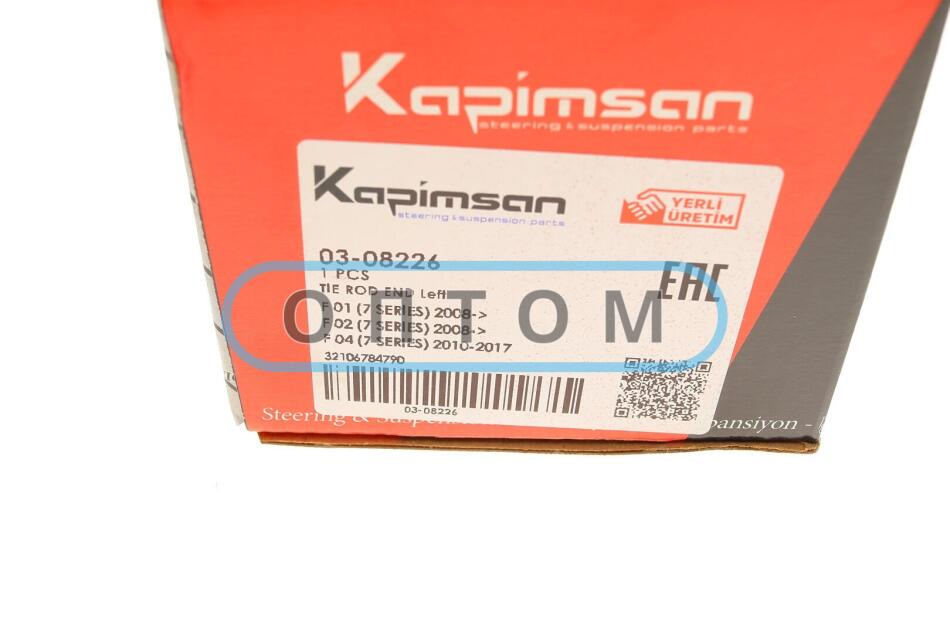 Kapimsan
steering & suspension parts
Kapimsan
steering & suspension parts
YERLİ
ÜRETİM
03-08226
1 PCS
TIE ROD END Left
EAC
F 01 (7 SERIES) 2008->
F 02 (7 SERIES) 2008->
F 04 (7 SERIES) 2010-2017
32106784790
03-08226
ОПТОМ
Steering &
pansiyon -